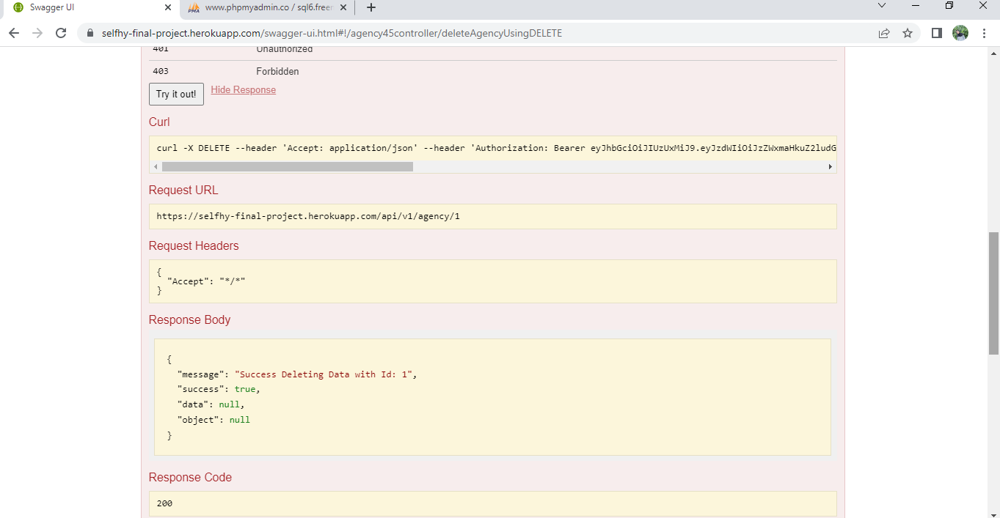 Swagger UI
www.phpmyadmin.co / sql6.freer
selfhy-final-project.herokuapp.com/swagger-ui.html#!/agency45controller/deleteAgencyUsingDELETE
401 Unauthorized
403 Forbidden
Try it out! Hide Response
Curl
curl -X DELETE --header 'Accept: application/json' --header 'Authorization: Bearer eyJhbGciOiJIUzUxMiJ9.eyJzdWIiOiJzZWxmaHkuZ2ludG
Request URL
https://selfhy-final-project.herokuapp.com/api/v1/agency/1
Request Headers
{
"Accept": "*/*"
}
Response Body
{
"message": "Success Deleting Data with Id: 1",
"success": true,
"data": null,
"object": null
}
Response Code
200